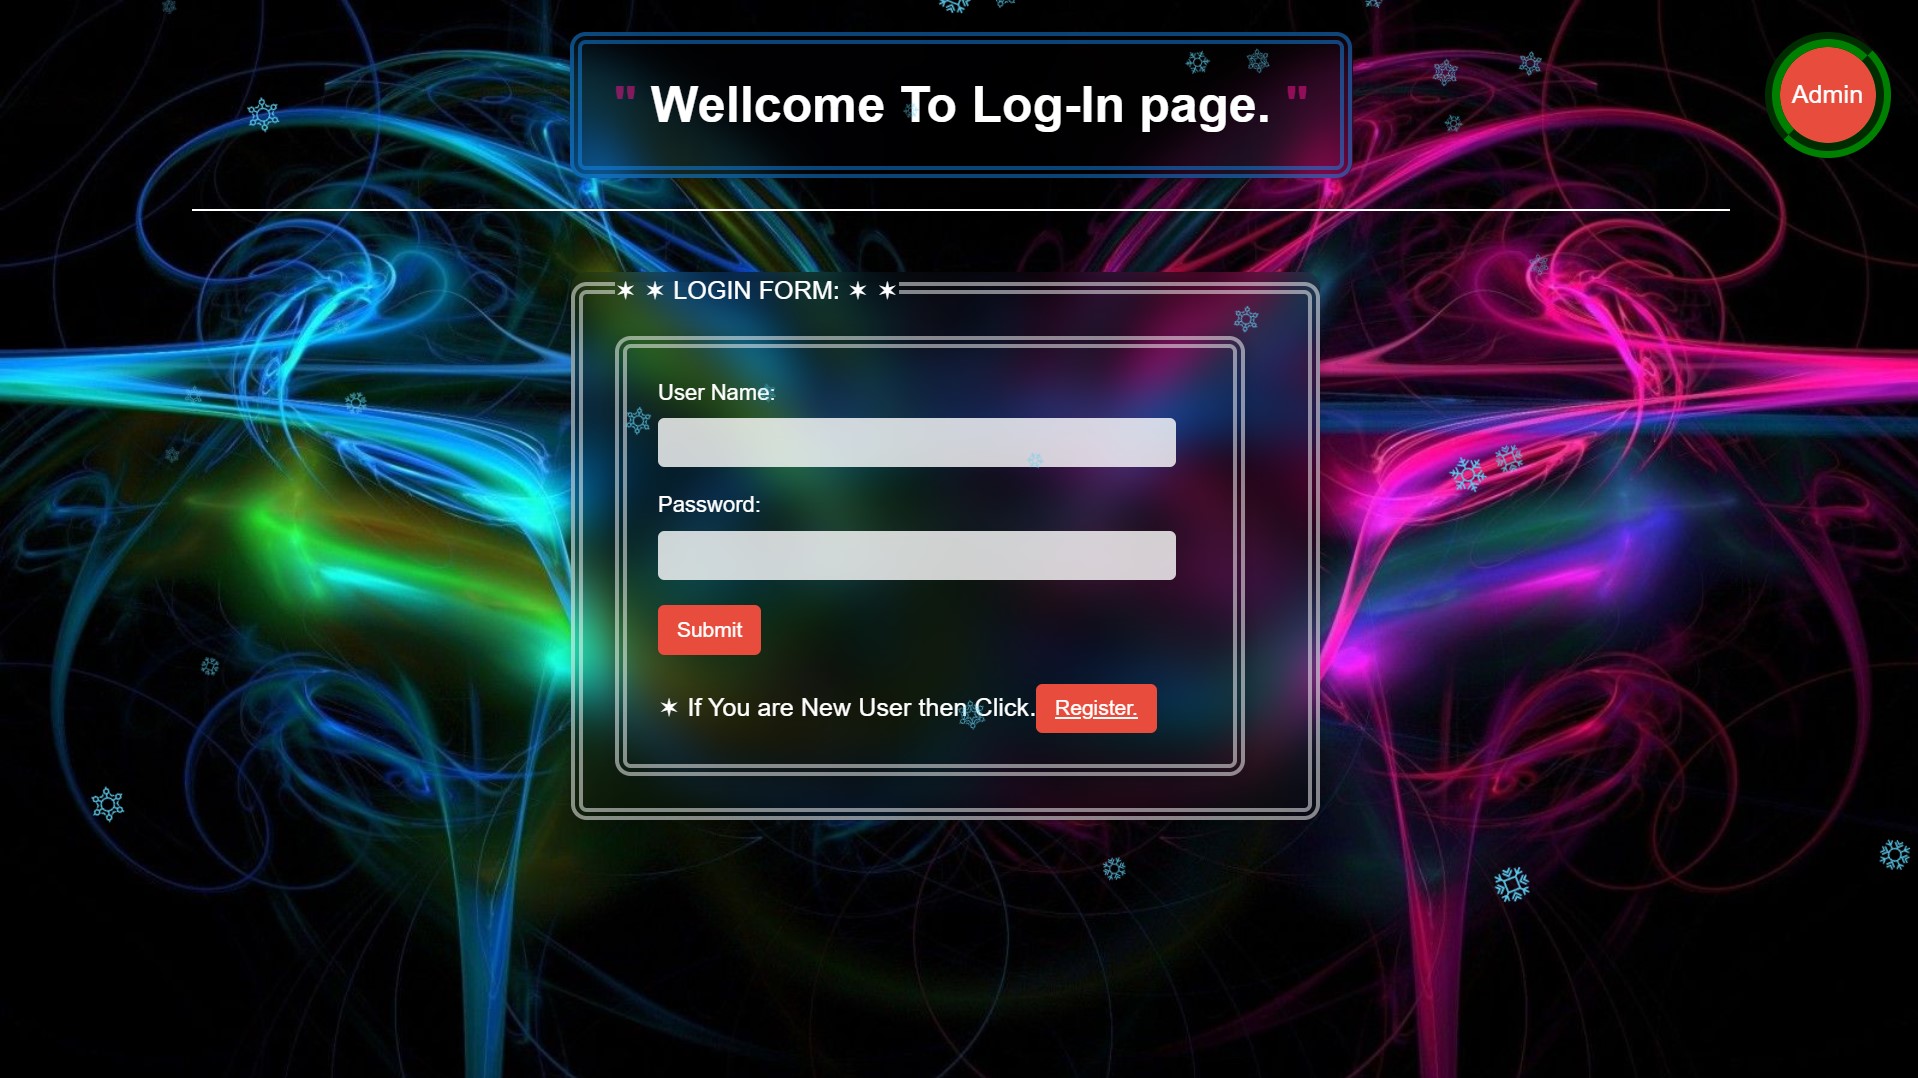 " Wellcome To Log-In page. "
Admin
✶ ✶ LOGIN FORM: ✶ ✶
User Name:
Password:
Submit
✶ If You are New User then Click. Register.